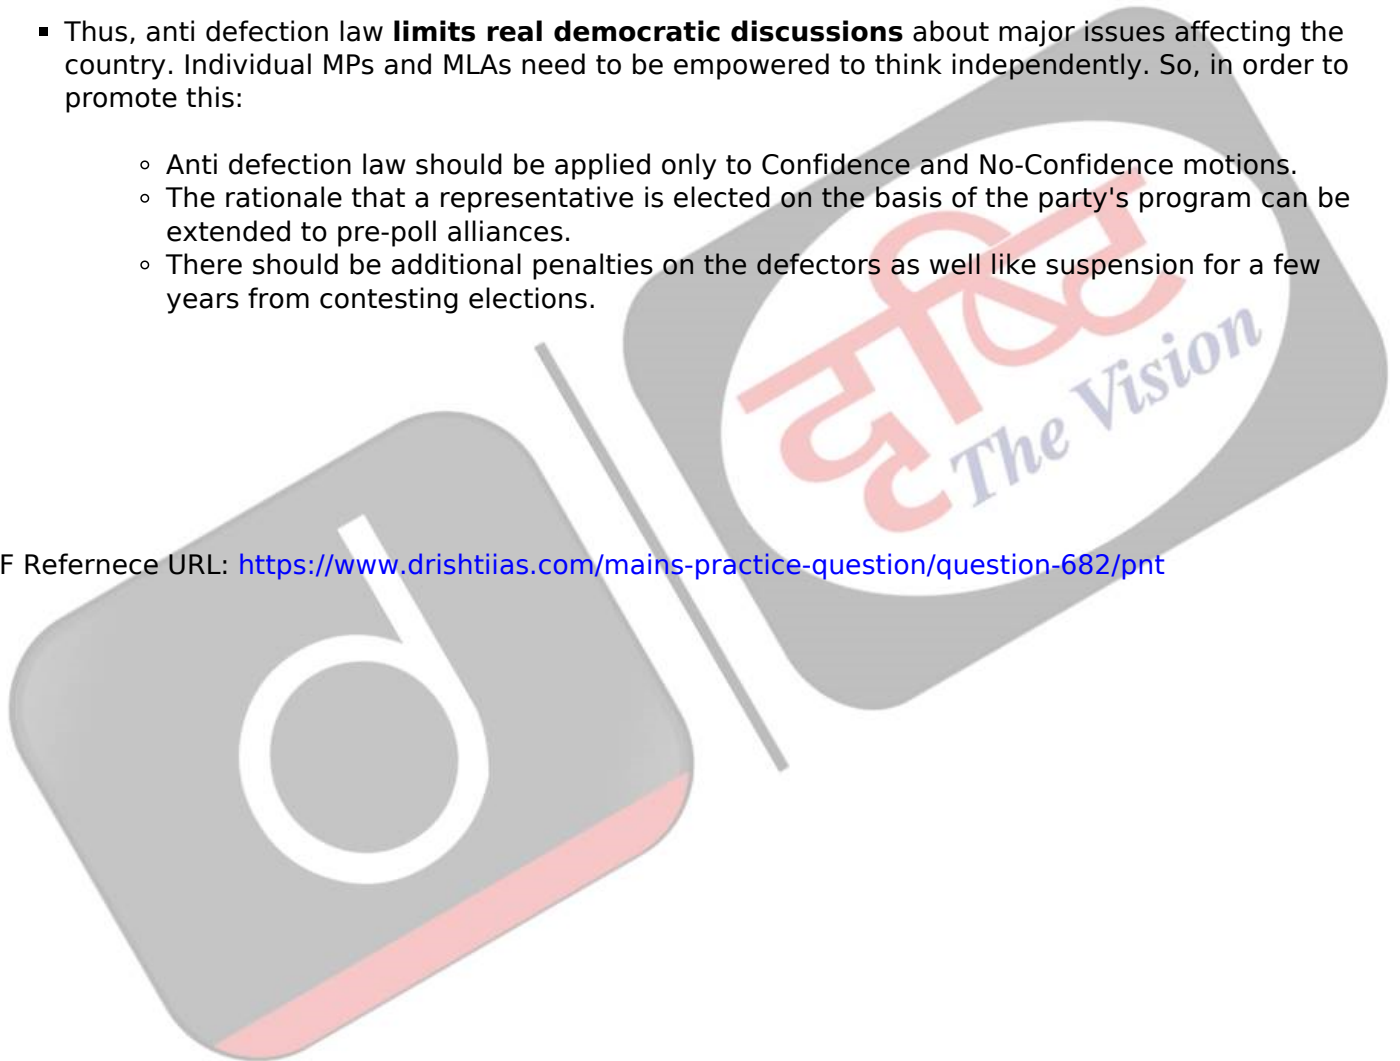 ▪ Thus, anti defection law limits real democratic discussions about major issues affecting the
country. Individual MPs and MLAs need to be empowered to think independently. So, in order to
promote this:
◦ Anti defection law should be applied only to Confidence and No-Confidence motions.
◦ The rationale that a representative is elected on the basis of the party's program can be
extended to pre-poll alliances.
◦ There should be additional penalties on the defectors as well like suspension for a few
years from contesting elections.
दृष्टि
The Vision
F Refernece URL: https://www.drishtiias.com/mains-practice-question/question-682/pnt
d